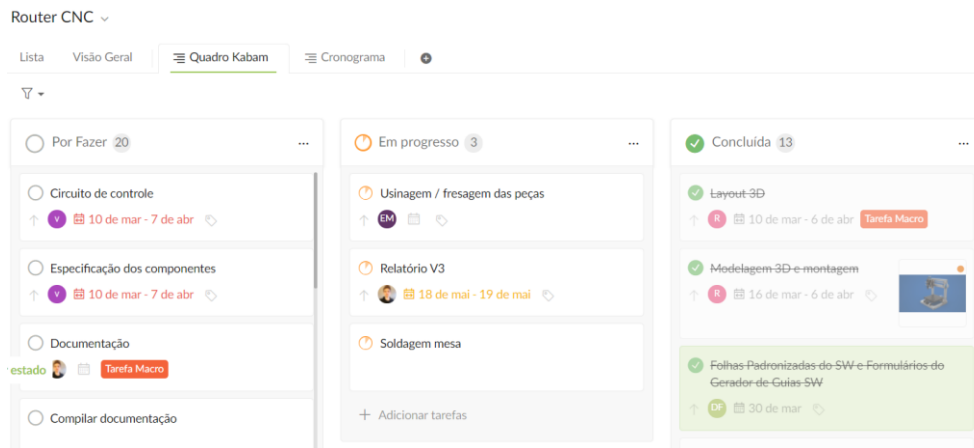 Router CNC
Lista Visão Geral Quadro Kabam Cronograma
Por Fazer 20 ...
Circuito de controle
V 10 de mar - 7 de abr
Especificação dos componentes
V 10 de mar - 7 de abr
Documentação
estado Tarefa Macro
Compilar documentação
Em progresso 3 ...
Usinagem / fresagem das peças
EM
Relatório V3
18 de mai - 19 de mai
Soldagem mesa
+ Adicionar tarefas
Concluída 13 ...
Layout 3D
R 10 de mar - 6 de abr Tarefa Macro
Modelagem 3D e montagem
R 16 de mar - 6 de abr
Folhas Padronizadas do SW e Formulários do
Gerador de Guias SW
DF 30 de mar